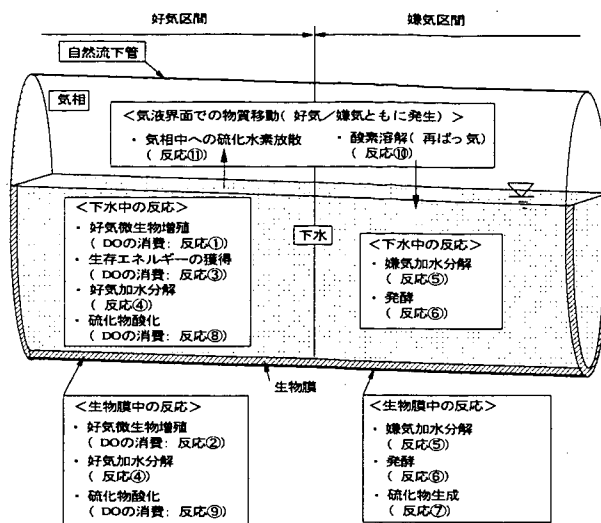 好気区間
嫌気区間
自然流下管
気相
<気液界面での物質移動( 好気／嫌気ともに発生) >
・ 気相中への硫化水素放散
( 反応⑪)
・ 酸素溶解( 再ばっ気)
( 反応⑩)
<下水中の反応>
・ 好気微生物増殖
( DOの消費: 反応①)
・ 生存エネルギーの獲得
( DOの消費: 反応③)
・ 好気加水分解
( 反応④)
・ 硫化物酸化
( DOの消費: 反応⑧)
下水
<下水中の反応>
・ 嫌気加水分解
( 反応⑤)
・ 発酵
( 反応⑥)
生物膜
<生物膜中の反応>
・ 好気微生物増殖
( DOの消費: 反応②)
・ 好気加水分解
( 反応④)
・ 硫化物酸化
( DOの消費: 反応⑨)
<生物膜中の反応>
・ 嫌気加水分解
( 反応⑤)
・ 発酵
( 反応⑥)
・ 硫化物生成
( 反応⑦)